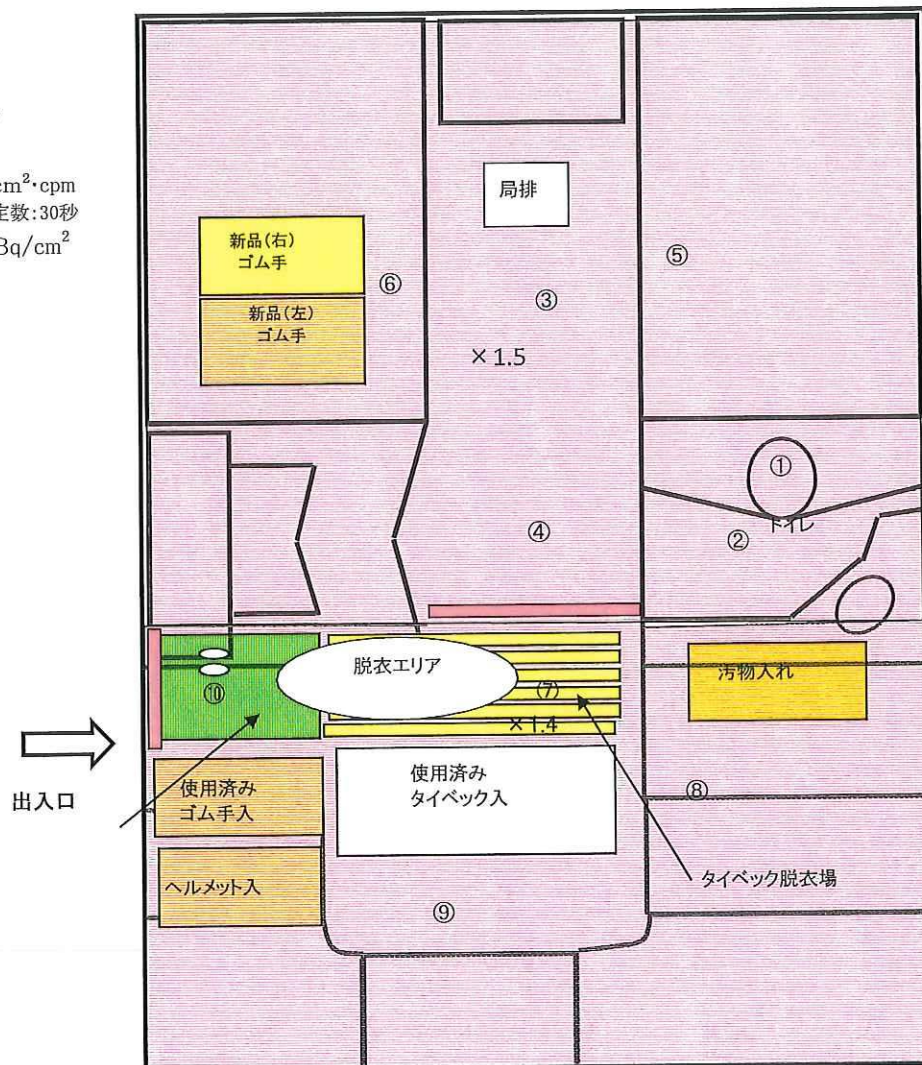 cm²・cpm
定数:30秒
Bq/cm²
局排
新品(右)
ゴム手
新品(左)
ゴム手
⑥
③
⑤
×1.5
①
トイレ
②
④
脱衣エリア
⑩
(7)
×1.4
汚物入れ
出入口
使用済み
ゴム手入
使用済み
タイベック入
⑧
ヘルメット入
タイベック脱衣場
⑨